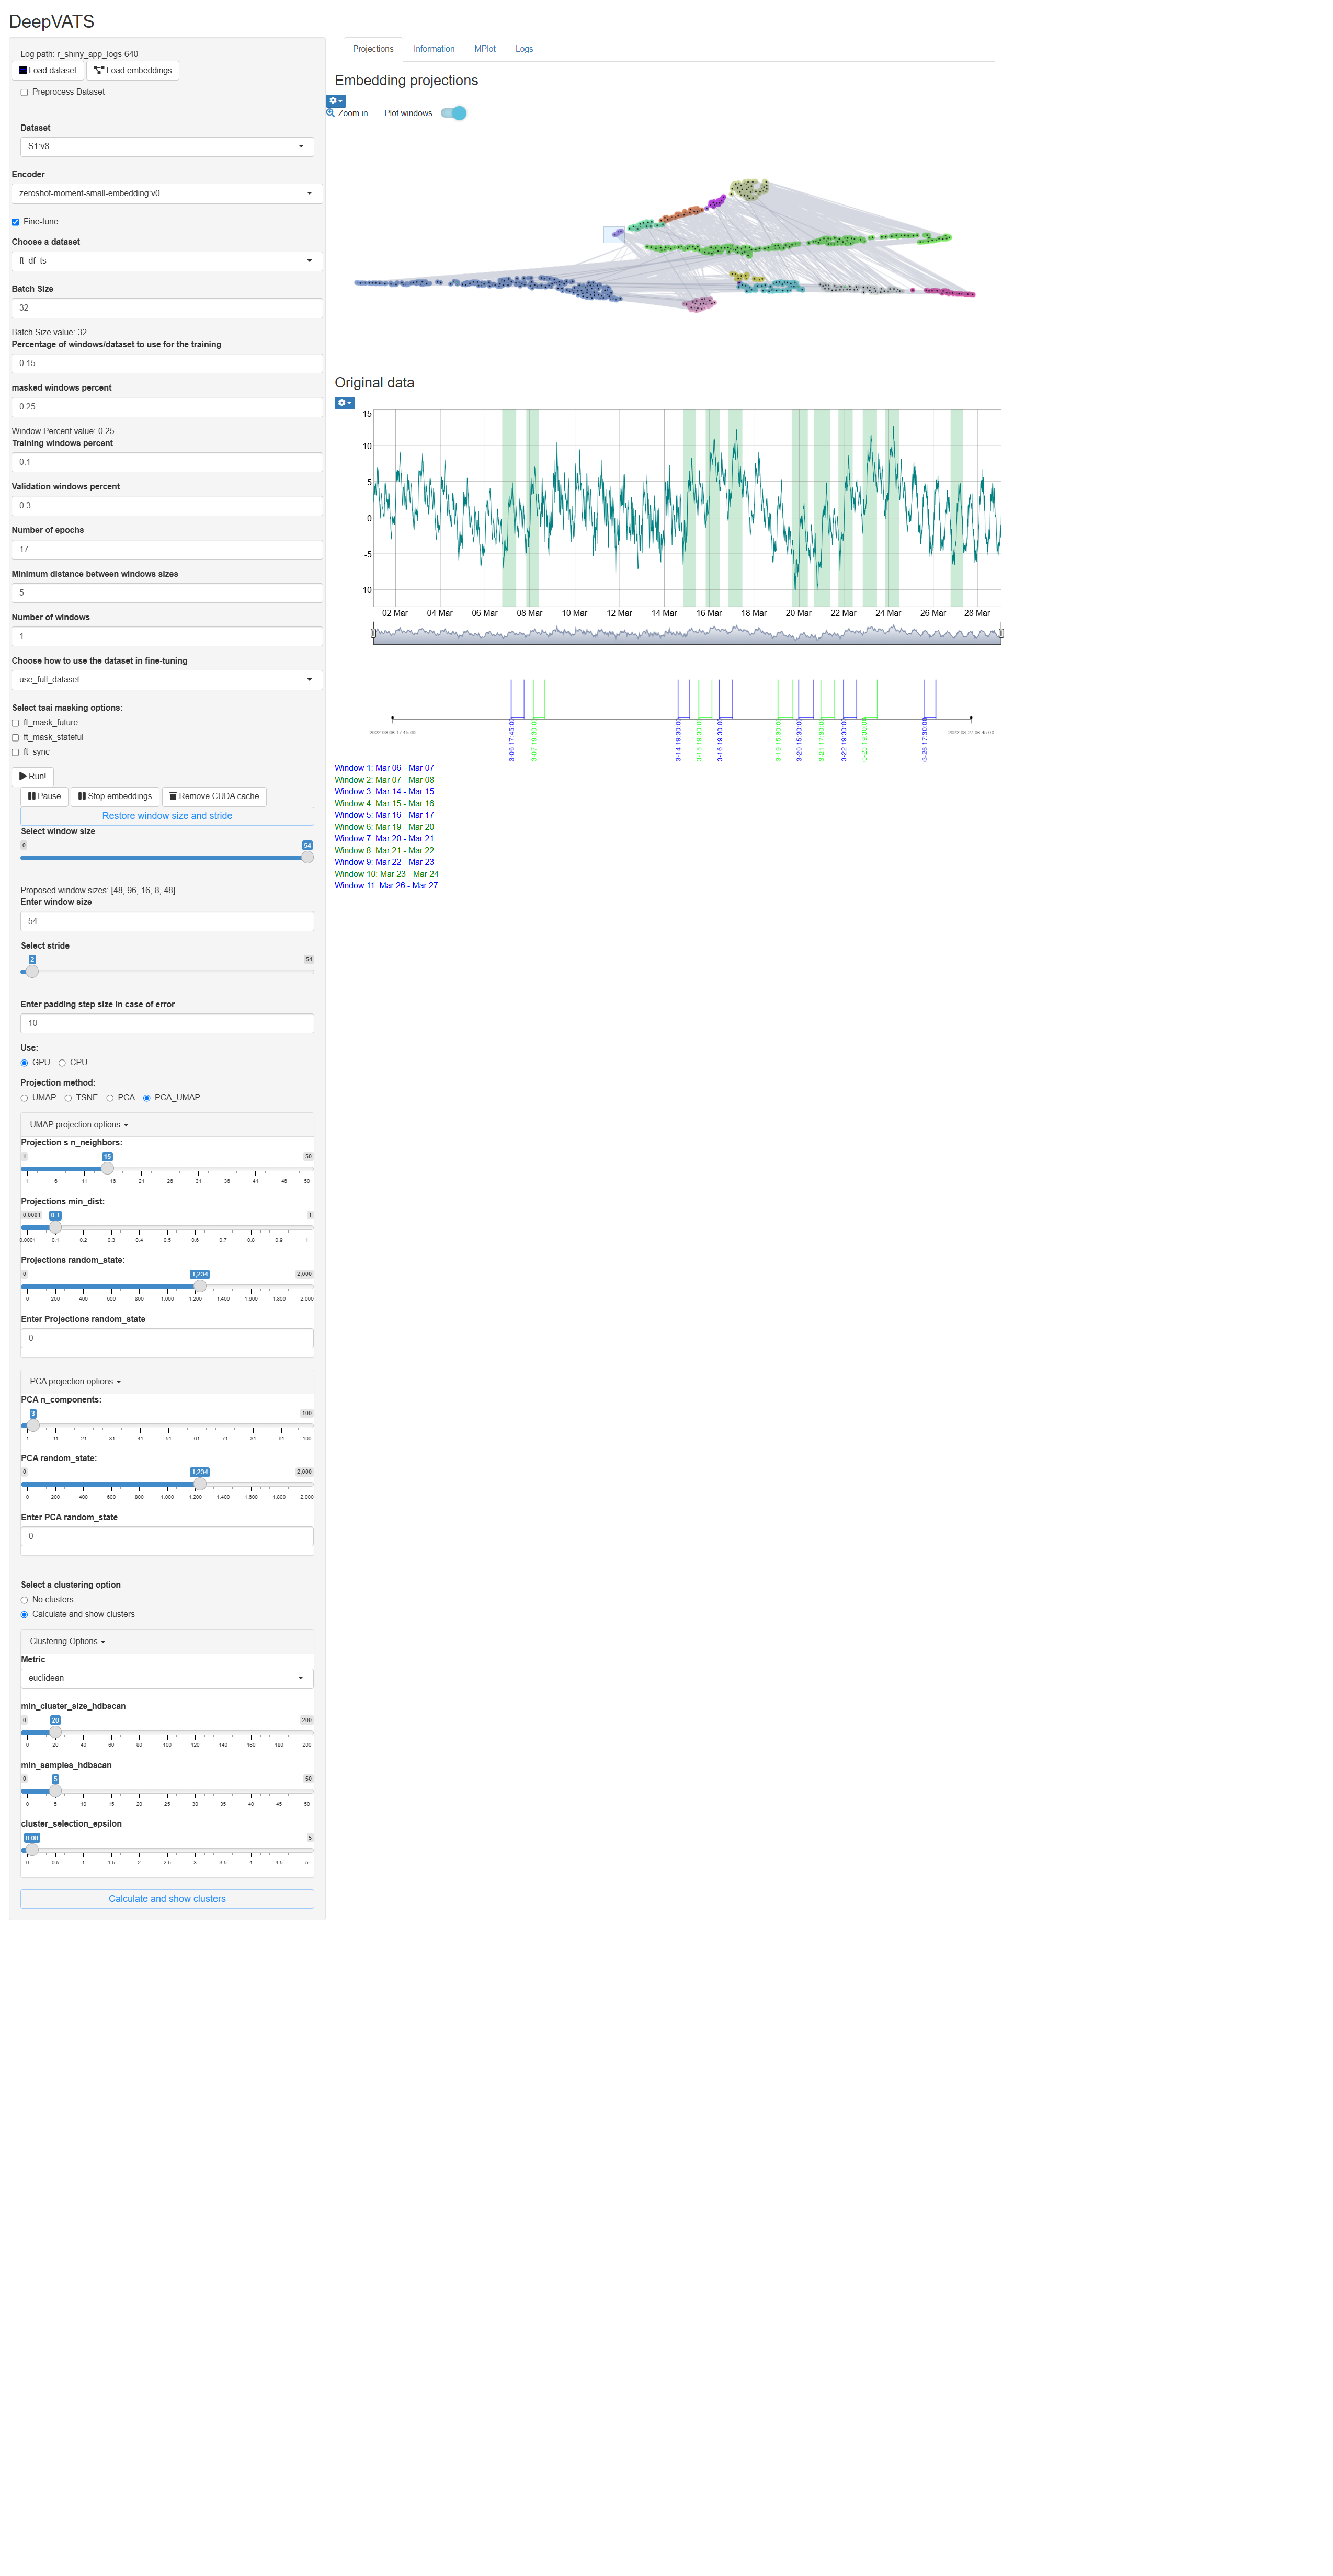 DeepVATS
Log path: r_shiny_app_logs-640
Load dataset Load embeddings
Preprocess Dataset
Dataset
S1:v8
Encoder
zeroshot-moment-small-embedding:v0
Fine-tune
Choose a dataset
ft_df_ts
Batch Size
32
Batch Size value: 32
Percentage of windows/dataset to use for the training
0.15
masked windows percent
0.25
Window Percent value: 0.25
Training windows percent
0.1
Validation windows percent
0.3
Number of epochs
17
Minimum distance between windows sizes
5
Number of windows
1
Choose how to use the dataset in fine-tuning
use_full_dataset
Select tsai masking options:
ft_mask_future
ft_mask_stateful
ft_sync
Run!
Pause Stop embeddings Remove CUDA cache
Restore window size and stride
Select window size
0 54
Proposed window sizes: [48, 96, 16, 8, 48]
Enter window size
54
Select stride
2 54
Enter padding step size in case of error
10
Use:
GPU CPU
Projection method:
UMAP TSNE PCA PCA_UMAP
UMAP projection options
Projection s n_neighbors:
1 15 50
1 6 11 16 21 26 31 36 41 46 50
Projections min_dist:
0.0001 0.1 1
0.0001 0.1 0.2 0.3 0.4 0.5 0.6 0.7 0.8 0.9 1
Projections random_state:
0 1,234 2,000
0 200 400 600 800 1,000 1,200 1,400 1,600 1,800 2,000
Enter Projections random_state
0
PCA projection options
PCA n_components:
3 100
1 11 21 31 41 51 61 71 81 91 100
PCA random_state:
0 1,234 2,000
0 200 400 600 800 1,000 1,200 1,400 1,600 1,800 2,000
Enter PCA random_state
0
Select a clustering option
No clusters
Calculate and show clusters
Clustering Options
Metric
euclidean
min_cluster_size_hdbscan
0 20 200
0 20 40 60 80 100 120 140 160 180 200
min_samples_hdbscan
0 5 50
0 5 10 15 20 25 30 35 40 45 50
cluster_selection_epsilon
0.08 5
0 0.5 1 1.5 2 2.5 3 3.5 4 4.5 5
Calculate and show clusters
Projections Information MPlot Logs
Embedding projections
Zoom in Plot windows
Original data
15
10
5
0
-5
-10
02 Mar 04 Mar 06 Mar 08 Mar 10 Mar 12 Mar 14 Mar 16 Mar 18 Mar 20 Mar 22 Mar 24 Mar 26 Mar 28 Mar
2022-03-06 17:45:00
3-06 17:45:00
3-07 19:30:00
3-14 19:30:00
3-15 19:30:00
3-16 19:30:00
3-19 15:30:00
3-20 15:30:00
3-21 17:30:00
3-22 19:30:00
03-23 19:30:00
03-26 17:30:00
2022-03-27 06:45:00
Window 1: Mar 06 - Mar 07
Window 2: Mar 07 - Mar 08
Window 3: Mar 14 - Mar 15
Window 4: Mar 15 - Mar 16
Window 5: Mar 16 - Mar 17
Window 6: Mar 19 - Mar 20
Window 7: Mar 20 - Mar 21
Window 8: Mar 21 - Mar 22
Window 9: Mar 22 - Mar 23
Window 10: Mar 23 - Mar 24
Window 11: Mar 26 - Mar 27